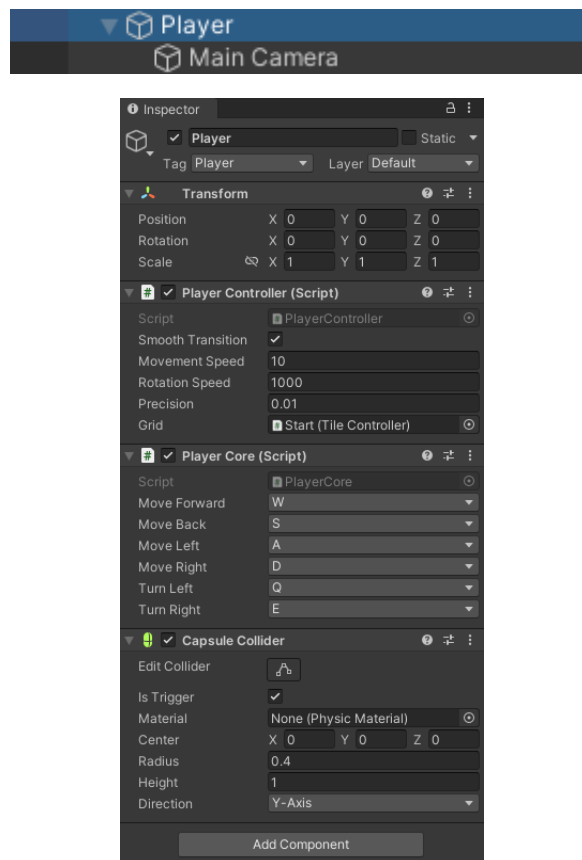 Player
Main Camera
Inspector
Player Static
Tag Player Layer Default
Transform
Position X 0 Y 0 Z 0
Rotation X 0 Y 0 Z 0
Scale X 1 Y 1 Z 1
Player Controller (Script)
Script PlayerController
Smooth Transition
Movement Speed 10
Rotation Speed 1000
Precision 0.01
Grid Start (Tile Controller)
Player Core (Script)
Script PlayerCore
Move Forward W
Move Back S
Move Left A
Move Right D
Turn Left Q
Turn Right E
Capsule Collider
Edit Collider
Is Trigger
Material None (Physic Material)
Center X 0 Y 0 Z 0
Radius 0.4
Height 1
Direction Y-Axis
Add Component